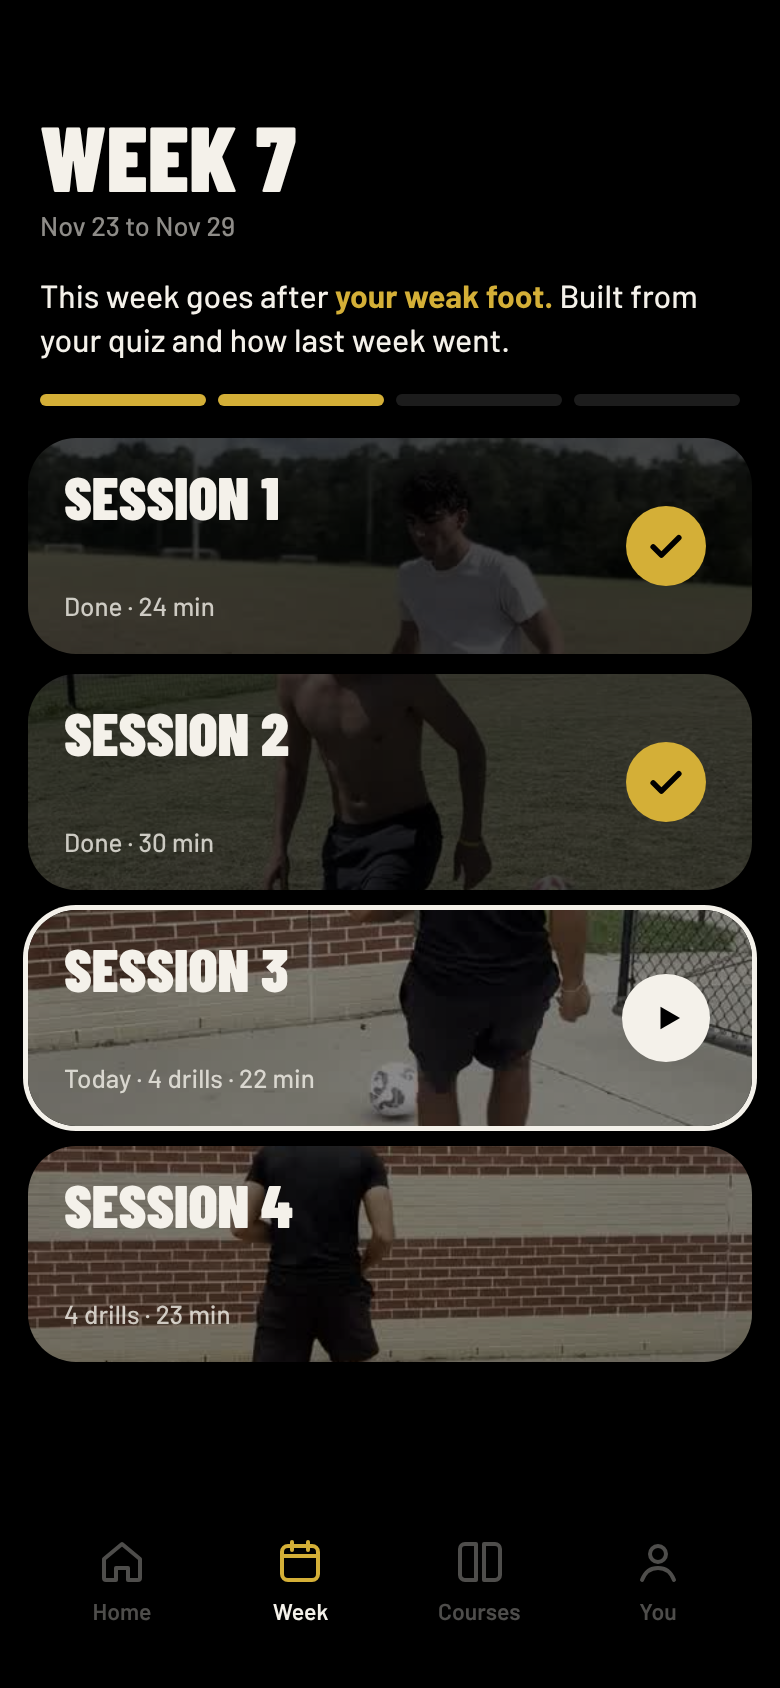 WEEK 7
Nov 23 to Nov 29
This week goes after your weak foot. Built from
your quiz and how last week went.
SESSION 1
Done · 24 min
SESSION 2
Done · 30 min
SESSION 3
Today · 4 drills · 22 min
SESSION 4
4 drills · 23 min
Home
Week
Courses
You